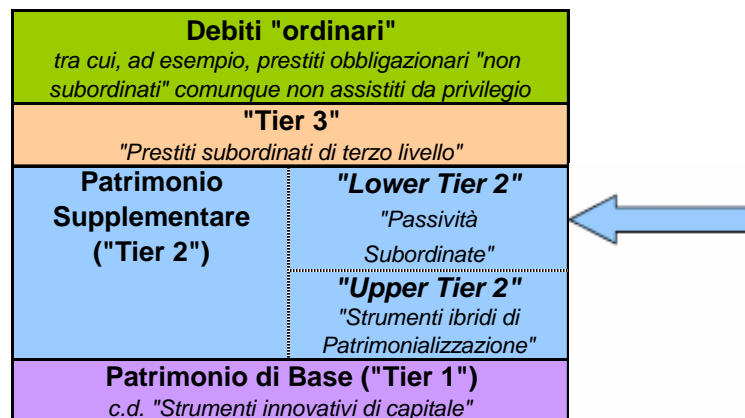 Debiti "ordinari"
tra cui, ad esempio, prestiti obbligazionari "non
subordinati" comunque non assistiti da privilegio
"Tier 3"
"Prestiti subordinati di terzo livello"
Patrimonio
Supplementare
("Tier 2")
"Lower Tier 2"
"Passività
Subordinate"
"Upper Tier 2"
"Strumenti ibridi di
Patrimonializzazione"
Patrimonio di Base ("Tier 1")
c.d. "Strumenti innovativi di capitale"